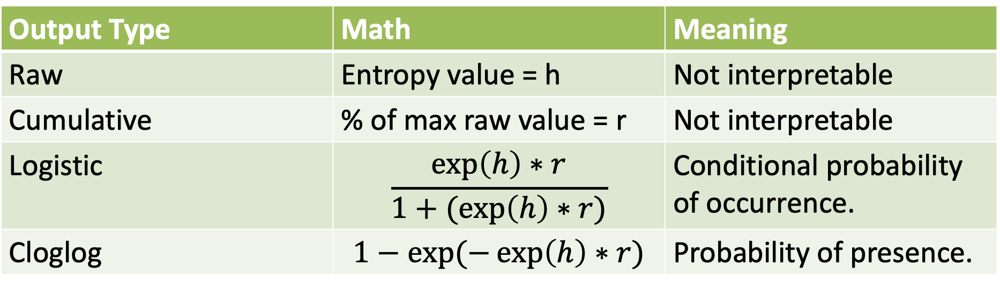 Output Type Math Meaning
Raw Entropy value = h Not interpretable
Cumulative % of max raw value = r Not interpretable
Logistic exp(h) * r / 1 + (exp(h) * r) Conditional probability
of occurrence.
Cloglog 1 − exp(− exp(h) * r) Probability of presence.